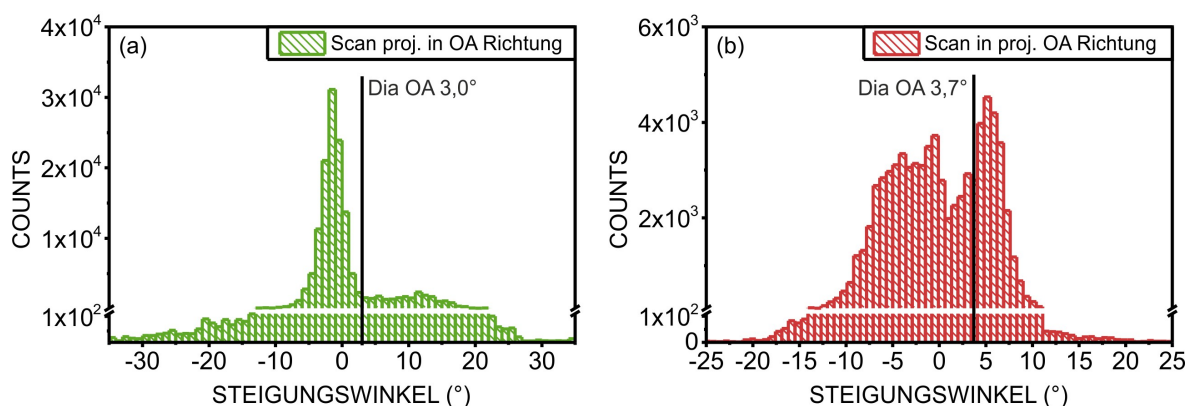 (a)
Scan proj. in OA Richtung
Dia OA 3,0°
4x10⁴
3x10⁴
2x10⁴
1x10⁴
1x10²
COUNTS
-30 -20 -10 0 10 20 30
STEIGUNGSWINKEL (°)
(b)
Scan in proj. OA Richtung
Dia OA 3,7°
6x10³
4x10³
2x10³
1x10²
0
COUNTS
-25 -20 -15 -10 -5 0 5 10 15 20 25
STEIGUNGSWINKEL (°)